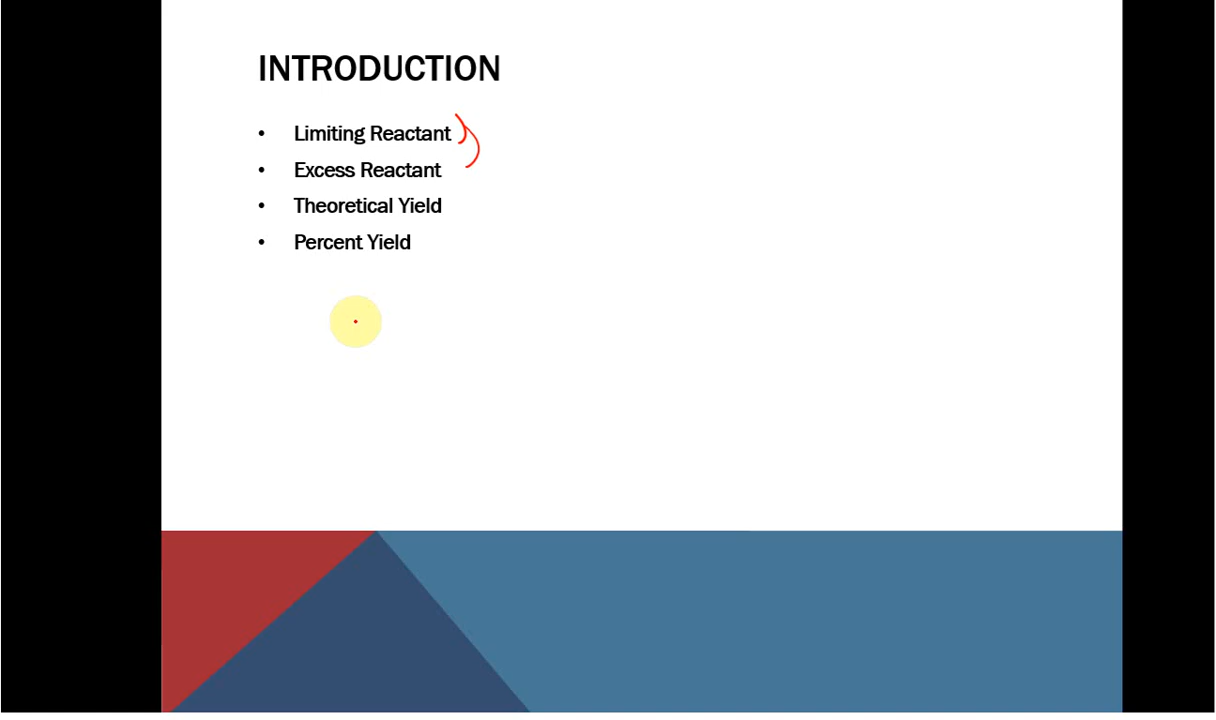 INTRODUCTION
• Limiting Reactant
• Excess Reactant
• Theoretical Yield
• Percent Yield